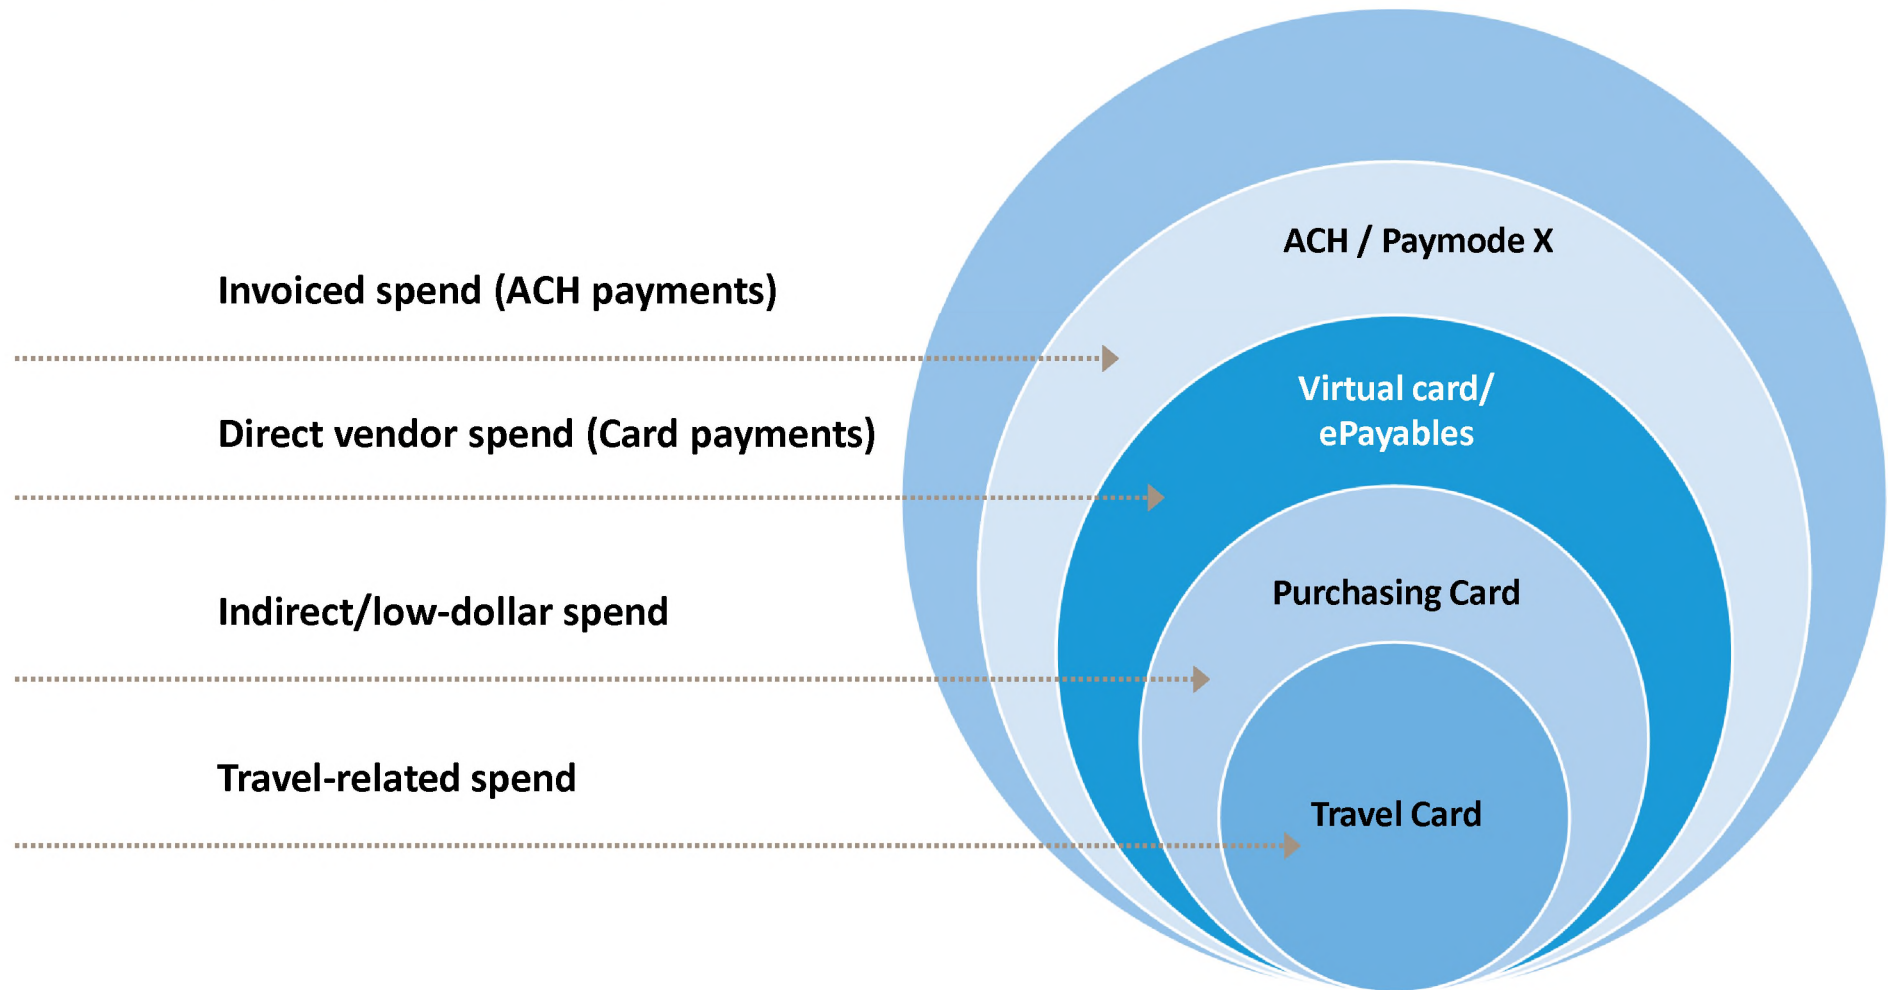 Invoiced spend (ACH payments)
Direct vendor spend (Card payments)
Indirect/low-dollar spend
Travel-related spend
ACH / Paymode X
Virtual card/
ePayables
Purchasing Card
Travel Card